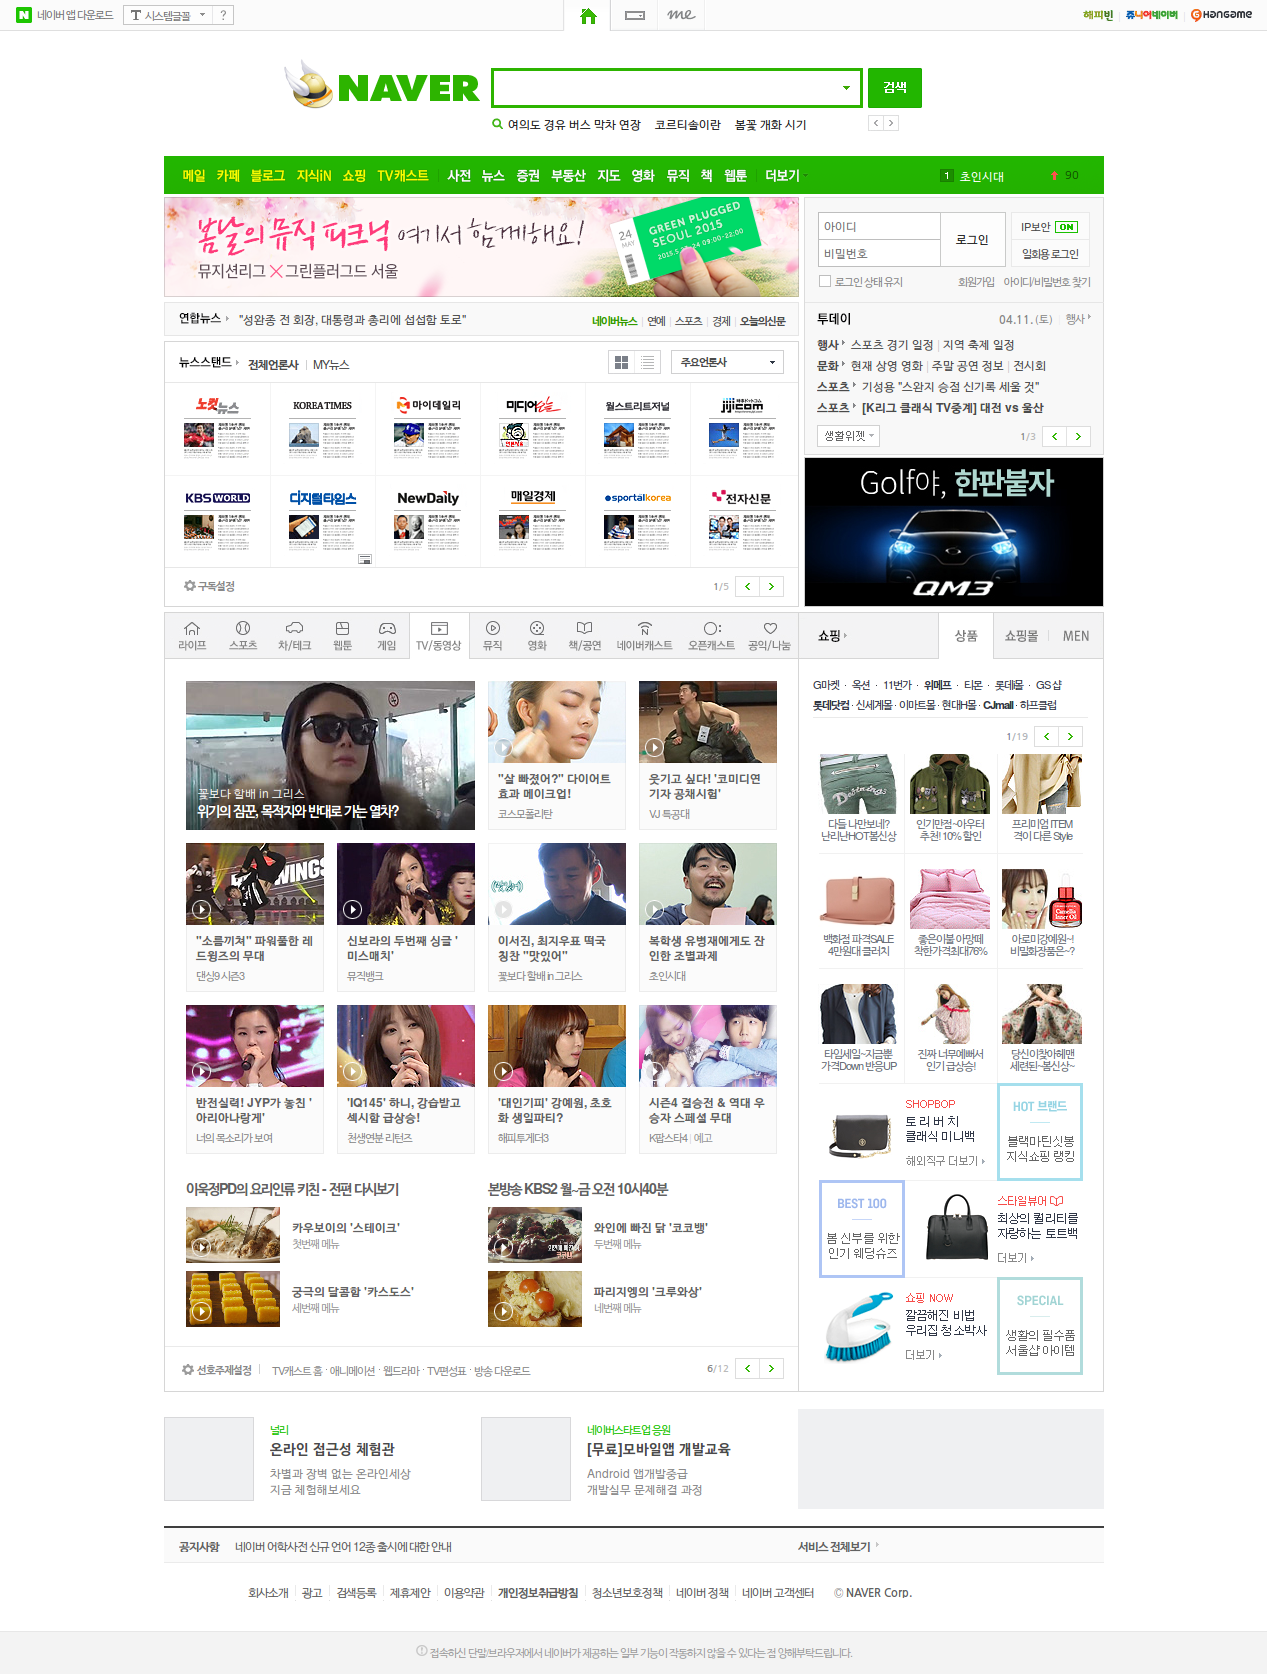 네이버 앱 다운로드
시스템글꼴
?
me
해피빈
쥬니어네이버
HANGAME
NAVER
검색
여의도 경유 버스 막차 연장 코르티솔이란 봄꽃 개화 시기
메일 카페 블로그 지식iN 쇼핑 TV캐스트 사전 뉴스 증권 부동산 지도 영화 뮤직 책 웹툰 더보기
1 초인시대 90
봄날의 뮤직 피크닉 여기서 함께해요!
뮤지션리그 × 그린플러그드 서울
24 MAY
GREEN PLUGGED
SEOUL 2015
아이디
비밀번호
로그인
IP보안 ON
일회용 로그인
로그인 상태 유지
회원가입 아이디/비밀번호 찾기
연합뉴스 "성완종 전 회장, 대통령과 총리에 섭섭함 토로"
네이버뉴스 연예 스포츠 경제 오늘의신문
투데이 04.11.(토) 행사
행사 스포츠 경기 일정 지역 축제 일정
문화 현재 상영 영화 주말 공연 정보 전시회
스포츠 기성용 "스완지 승점 신기록 세울 것"
스포츠 [K리그 클래식 TV중계] 대전 vs 울산
생활위젯
1/3
뉴스스탠드 전체언론사 MY뉴스
주요언론사
노컷뉴스
KOREA TIMES
마이데일리
미디어오늘
월스트리트저널
jiji.com
KBS WORLD
디지털타임스
NewDaily
매일경제
sportalkorea
전자신문
구독설정
1/5
Golf야, 한판붙자
QM3
라이프 스포츠 차/테크 웹툰 게임 TV/동영상 뮤직 영화 책/공연 네이버캐스트 오픈캐스트 공익/나눔
쇼핑 상품 쇼핑몰 MEN
꽃보다 할배 in 그리스
위기의 짐꾼, 목적지와 반대로 가는 열차?
"살 빠졌어?" 다이어트 효과 메이크업!
코스모폴리탄
웃기고 싶다! '코미디언 기자 공채시험'
VJ 특공대
"소름끼쳐" 파워풀한 레드윙즈의 무대
댄싱9 시즌3
신보라의 두번째 싱글 '미스매치'
뮤직뱅크
이서진, 최지우표 떡국 칭찬 "맛있어"
꽃보다 할배 in 그리스
복학생 유병재에게도 잔인한 조별과제
초인시대
반전실력! JYP가 놓친 '아리아나랑게'
너의 목소리가 보여
'IQ145' 하니, 강습받고 섹시함 급상승!
천생연분 리턴즈
'대인기피' 강예원, 초호화 생일파티?
해피투게더3
시즌4 결승전 & 역대 우승자 스페셜 무대
K팝스타4 예고
이욱정PD의 요리인류 키친 - 전편 다시보기
본방송 KBS2 월~금 오전 10시40분
카우보이의 '스테이크'
첫번째 메뉴
와인에 빠진 닭 '코코뱅'
두번째 메뉴
궁극의 달콤함 '카스도스'
세번째 메뉴
파리지엥의 '크루와상'
네번째 메뉴
선호주제설정 TV캐스트 홈 · 애니메이션 · 웹드라마 · TV편성표 · 방송 다운로드
6/12
G마켓 · 옥션 · 11번가 · 위메프 · 티몬 · 롯데몰 · GS샵
롯데닷컴 · 신세계몰 · 이마트몰 · 현대H몰 · CJmall · 하프클럽
1/19
다들 나만보네?
난리난HOT봄신상
인기만점~아우터
추천! 10% 할인
프리미엄 ITEM
격이 다른 Style
백화점 파격SALE
4만원대 클러치
좋은이불 아망떼
착한가격최대76%
아로미강예원~!
비밀화장품은~?
타임세일~지금뿐
가격Down 반응UP
진짜 너무예뻐서
인기 급상승!
당신이찾아헤맨
세련된~봄신상~
SHOPBOP
토리버치
클래식 미니백
해외직구 더보기
HOT 브랜드
블랙마틴싯봉
지식쇼핑 랭킹
BEST 100
봄 신부를 위한
인기 웨딩슈즈
스타일뷰어
최상의 퀄리티를
자랑하는 토트백
더보기
쇼핑 NOW
깔끔해진 비법
우리집 청소박사
더보기
SPECIAL
생활의 필수품
서울샵 아이템
널리
온라인 접근성 체험관
차별과 장벽 없는 온라인세상
지금 체험해보세요
네이버스타트업 응원
[무료]모바일앱 개발교육
Android 앱개발중급
개발실무 문제해결 과정
공지사항 네이버 어학사전 신규 언어 12종 출시에 대한 안내
서비스 전체보기
회사소개 광고 검색등록 제휴제안 이용약관 개인정보취급방침 청소년보호정책 네이버 정책 네이버 고객센터 © NAVER Corp.
접속하신 단말/브라우저에서 네이버가 제공하는 일부 기능이 작동하지 않을 수 있다는 점 양해부탁드립니다.